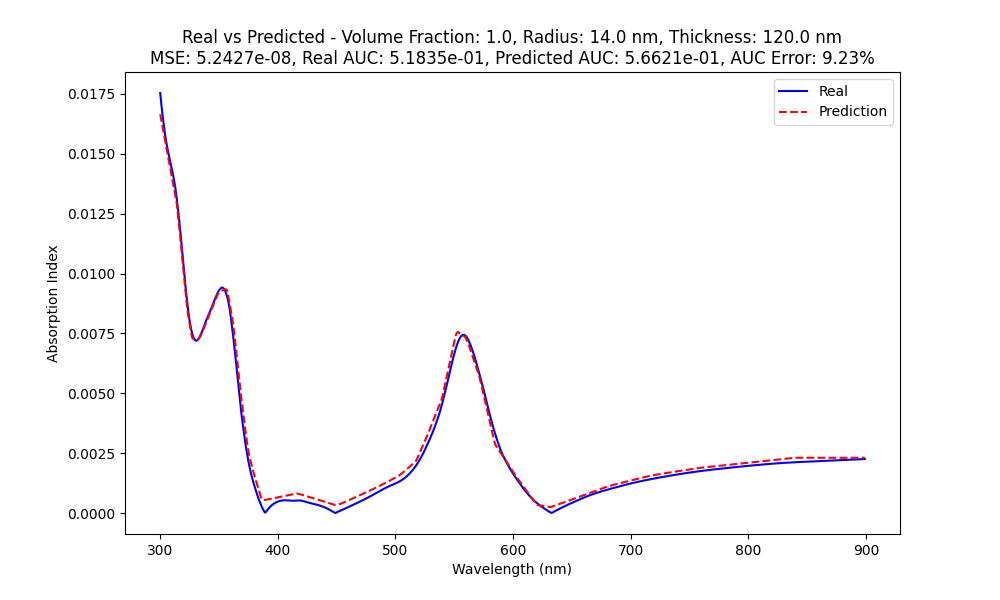 Real vs Predicted - Volume Fraction: 1.0, Radius: 14.0 nm, Thickness: 120.0 nm
MSE: 5.2427e-08, Real AUC: 5.1835e-01, Predicted AUC: 5.6621e-01, AUC Error: 9.23%
Real
Prediction
Absorption Index
0.0175
0.0150
0.0125
0.0100
0.0075
0.0050
0.0025
0.0000
300 400 500 600 700 800 900
Wavelength (nm)